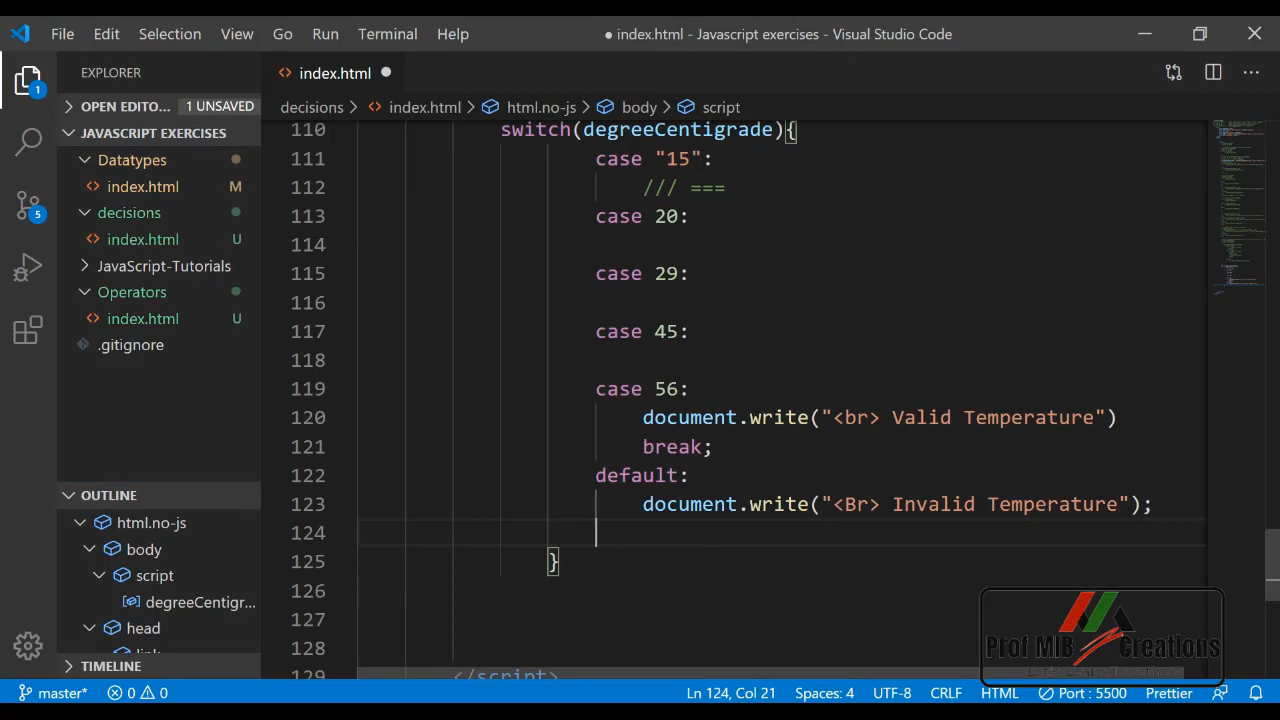 File Edit Selection View Go Run Terminal Help
● index.html - Javascript exercises - Visual Studio Code
EXPLORER
index.html
OPEN EDITO... 1 UNSAVED
decisions > index.html > html.no-js > body > script
JAVASCRIPT EXERCISES
Datatypes
index.html M
decisions
index.html U
JavaScript-Tutorials
Operators
index.html U
.gitignore
OUTLINE
html.no-js
body
script
degreeCentigr...
head
link
TIMELINE
1
5
110 switch(degreeCentigrade){
111 case "15":
112 /// ===
113 case 20:
114
115 case 29:
116
117 case 45:
118
119 case 56:
120 document.write("<br> Valid Temperature")
121 break;
122 default:
123 document.write("<Br> Invalid Temperature");
124
125 }
126
127
128
129 </script>
Prof MIB Creations
master* 0 0 Ln 124, Col 21 Spaces: 4 UTF-8 CRLF HTML Port : 5500 Prettier